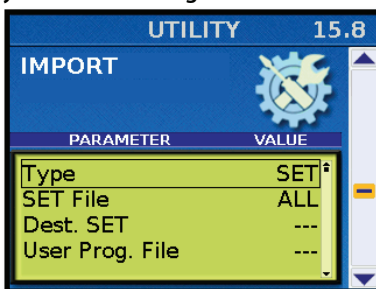 UTILITY 15.8
IMPORT
PARAMETER VALUE
Type SET
SET File ALL
Dest. SET ---
User Prog. File ---